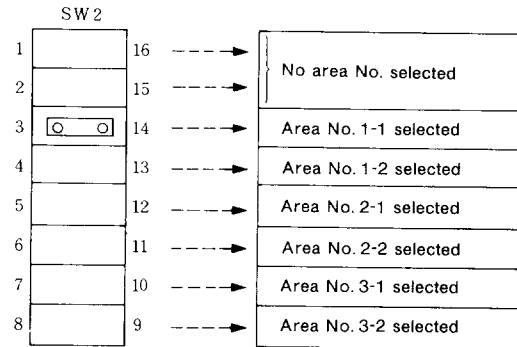 SW2
1 16
2 15 No area No. selected
3 14 Area No. 1-1 selected
4 13 Area No. 1-2 selected
5 12 Area No. 2-1 selected
6 11 Area No. 2-2 selected
7 10 Area No. 3-1 selected
8 9 Area No. 3-2 selected